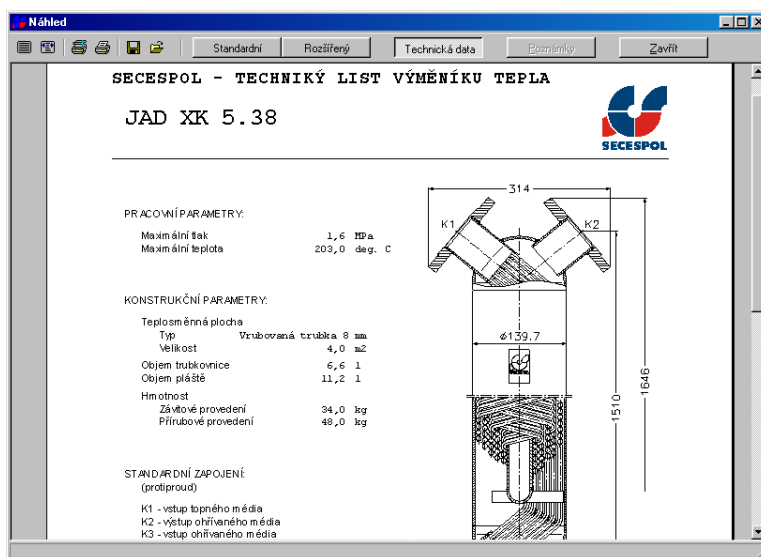 Náhled
Standardní Rozšířený Technická data Poznámky Zavřít
SECESPOL - TECHNIKÝ LIST VÝMĚNÍKU TEPLA
JAD XK 5.38
SECESPOL
PRACOVNÍ PARAMETRY:
Maximální tlak 1,6 MPa
Maximální teplota 203,0 deg. C
KONSTRUKČNÍ PARAMETRY:
Teplosměnná plocha
Typ Vrubovaná trubka 8 mm
Velikost 4,0 m2
Objem trubkovnice 6,6 l
Objem pláště 11,2 l
Hmotnost
Závitové provedení 34,0 kg
Přírubové provedení 48,0 kg
STANDARDNÍ ZAPOJENÍ:
(protiproud)
K1 - vstup topného média
K2 - výstup ohřívaného média
K3 - vstup ohřívaného média
314
K1
K2
ø139.7
1510
1646